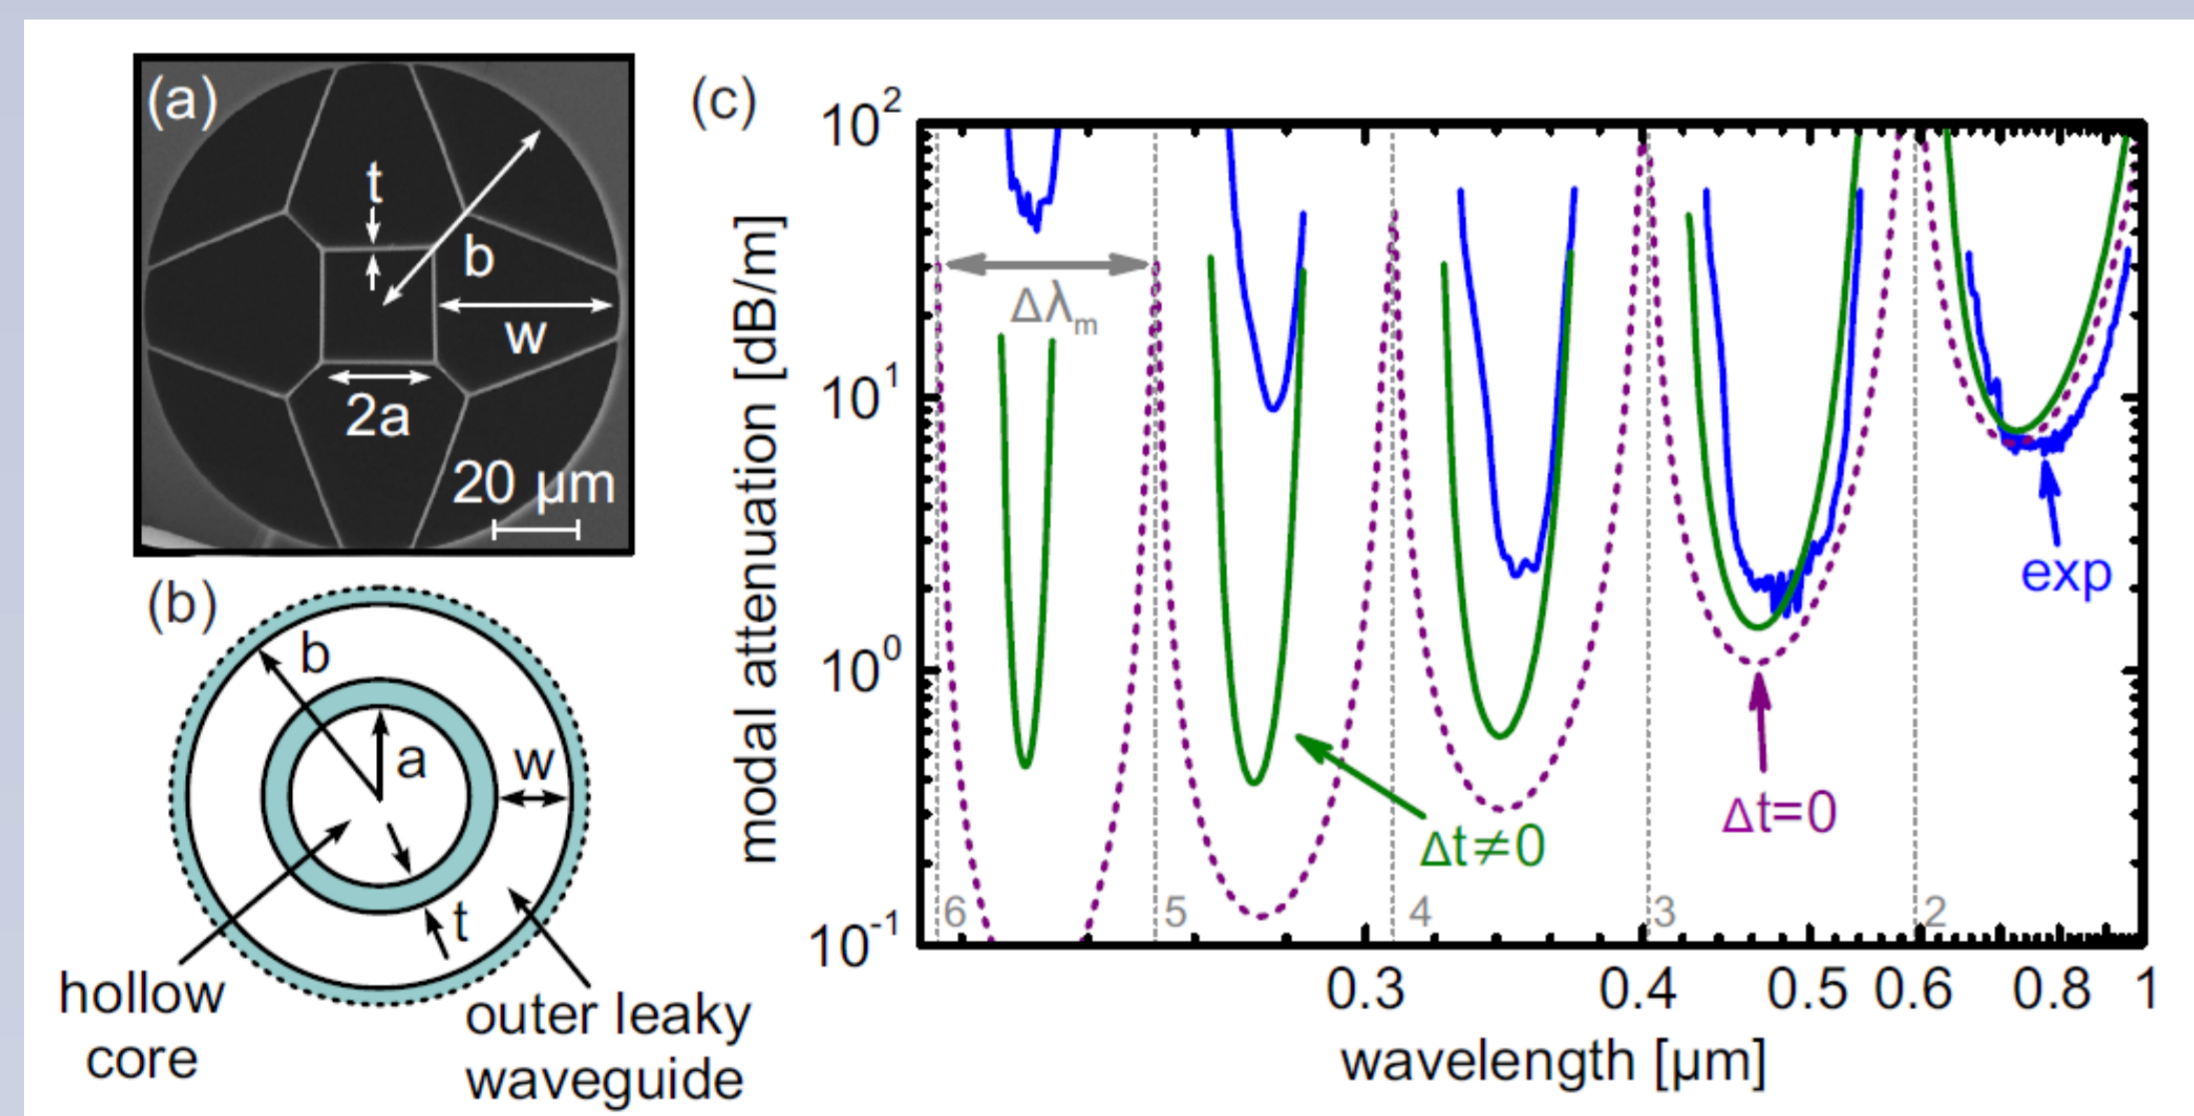 (a)
t
b
w
2a
20 μm
(b)
b
a
w
t
hollow
core
outer leaky
waveguide
(c)
modal attenuation [dB/m]
10²
10¹
10⁰
10⁻¹
Δλₘ
exp
Δt=0
Δt≠0
6
5
4
3
2
0.3
0.4
0.5
0.6
0.8
1
wavelength [μm]